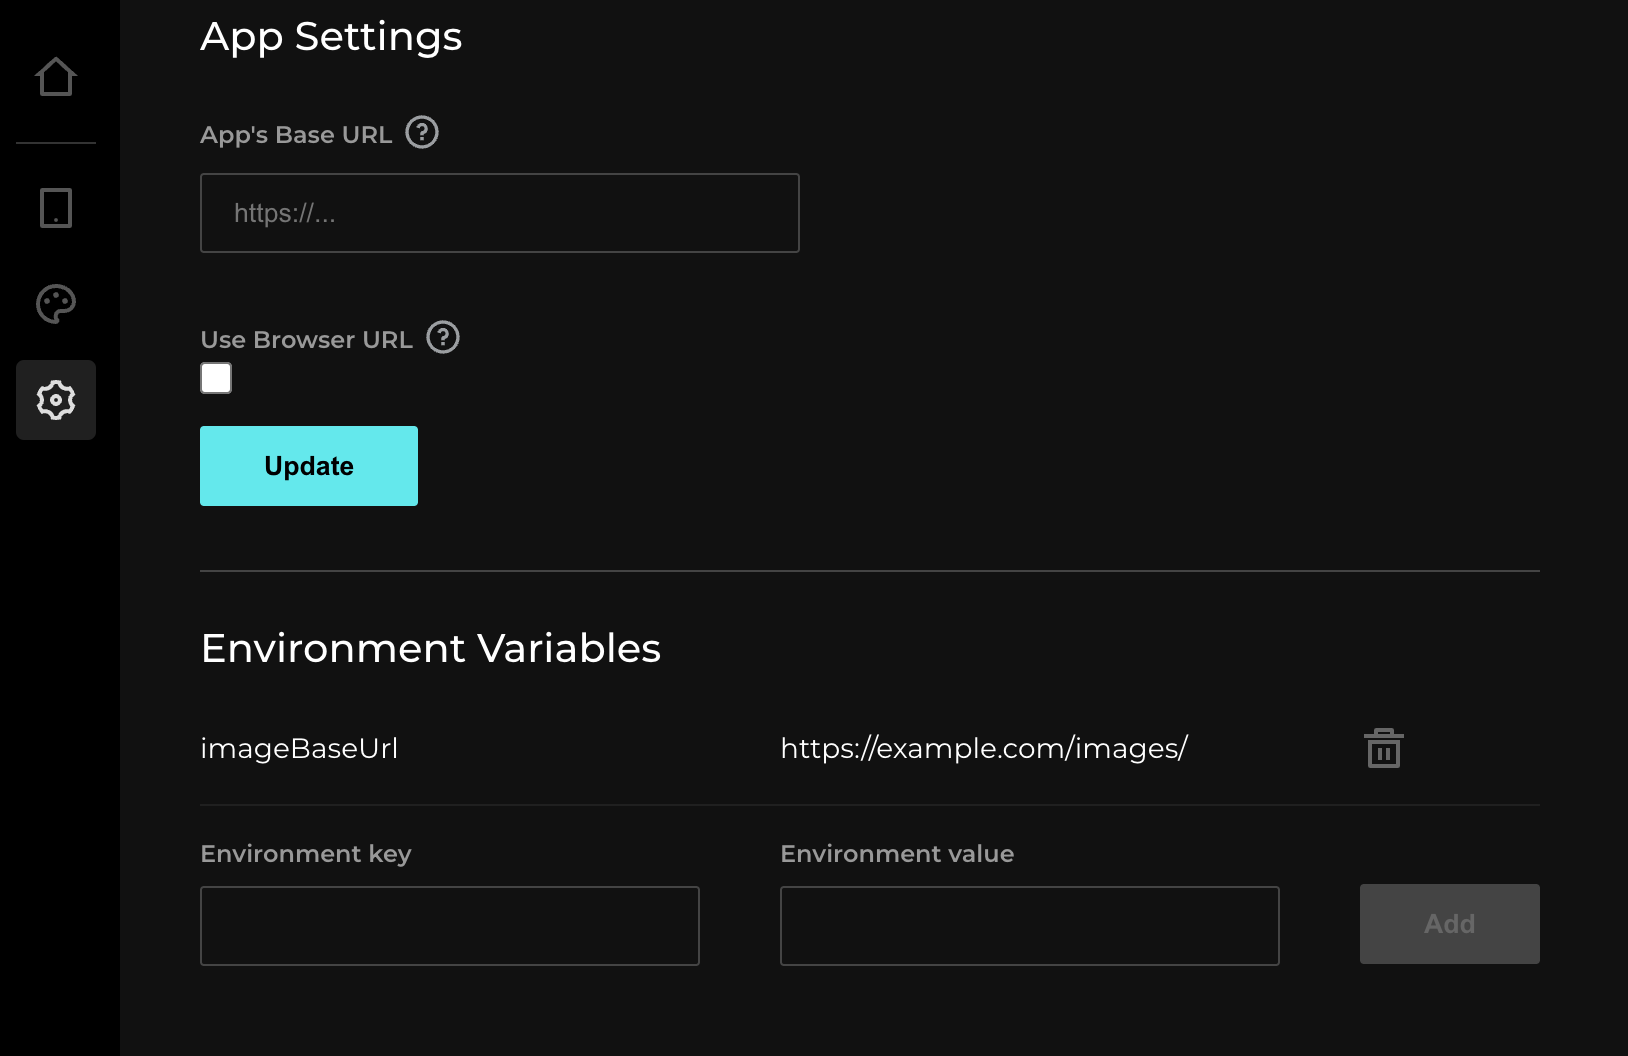 App Settings
App's Base URL ?
https://...
Use Browser URL ?
Update
Environment Variables
imageBaseUrl https://example.com/images/
Environment key Environment value
Add